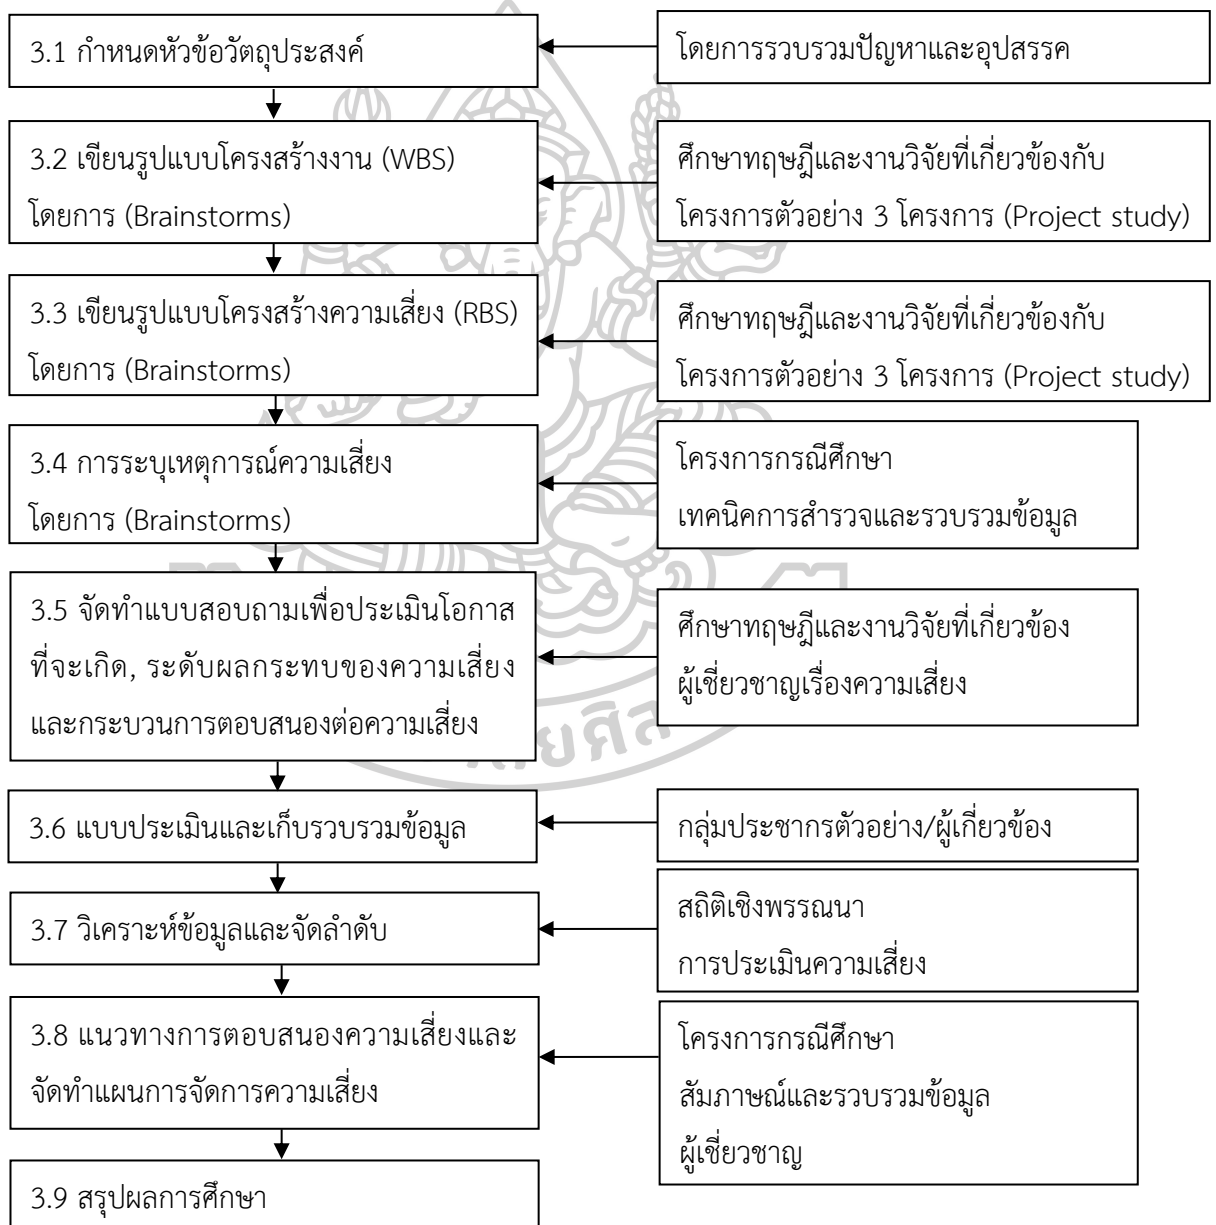 3.1 กำหนดหัวข้อวัตถุประสงค์
โดยการรวบรวมปัญหาและอุปสรรค
3.2 เขียนรูปแบบโครงสร้างงาน (WBS)
โดยการ (Brainstorms)
ศึกษาทฤษฎีและงานวิจัยที่เกี่ยวข้องกับ
โครงการตัวอย่าง 3 โครงการ (Project study)
3.3 เขียนรูปแบบโครงสร้างความเสี่ยง (RBS)
โดยการ (Brainstorms)
ศึกษาทฤษฎีและงานวิจัยที่เกี่ยวข้องกับ
โครงการตัวอย่าง 3 โครงการ (Project study)
3.4 การระบุเหตุการณ์ความเสี่ยง
โดยการ (Brainstorms)
โครงการกรณีศึกษา
เทคนิคการสำรวจและรวบรวมข้อมูล
3.5 จัดทำแบบสอบถามเพื่อประเมินโอกาส
ที่จะเกิด, ระดับผลกระทบของความเสี่ยง
และกระบวนการตอบสนองต่อความเสี่ยง
ศึกษาทฤษฎีและงานวิจัยที่เกี่ยวข้อง
ผู้เชี่ยวชาญเรื่องความเสี่ยง
3.6 แบบประเมินและเก็บรวบรวมข้อมูล
กลุ่มประชากรตัวอย่าง/ผู้เกี่ยวข้อง
3.7 วิเคราะห์ข้อมูลและจัดลำดับ
สถิติเชิงพรรณนา
การประเมินความเสี่ยง
3.8 แนวทางการตอบสนองความเสี่ยงและ
จัดทำแผนการจัดการความเสี่ยง
โครงการกรณีศึกษา
สัมภาษณ์และรวบรวมข้อมูล
ผู้เชี่ยวชาญ
3.9 สรุปผลการศึกษา